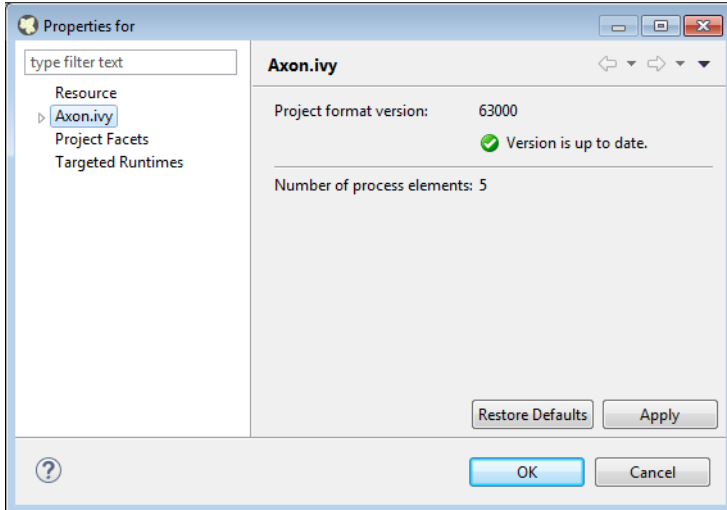 Properties for
type filter text
Resource
Axon.ivy
Project Facets
Targeted Runtimes
Axon.ivy
Project format version: 63000
Version is up to date.
Number of process elements: 5
Restore Defaults Apply
OK Cancel